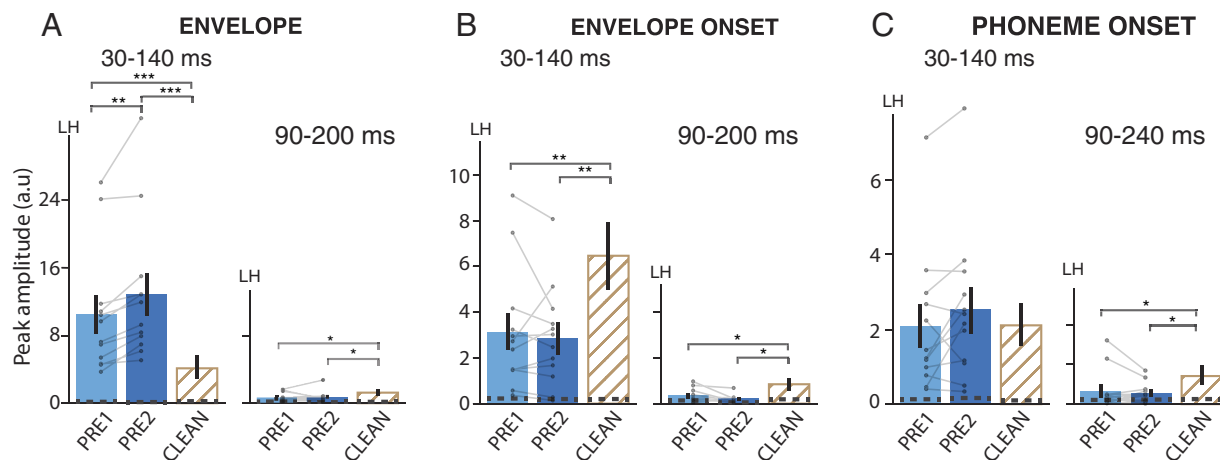 A ENVELOPE
30-140 ms
***
** ***
LH
90-200 ms
Peak amplitude (a.u)
24
16
8
0
PRE1 PRE2 CLEAN
LH
*
*
PRE1 PRE2 CLEAN
B ENVELOPE ONSET
30-140 ms
LH
90-200 ms
**
**
10
8
6
4
2
0
PRE1 PRE2 CLEAN
LH
*
*
PRE1 PRE2 CLEAN
C PHONEME ONSET
30-140 ms
LH
90-240 ms
6
4
2
0
PRE1 PRE2 CLEAN
LH
*
*
PRE1 PRE2 CLEAN